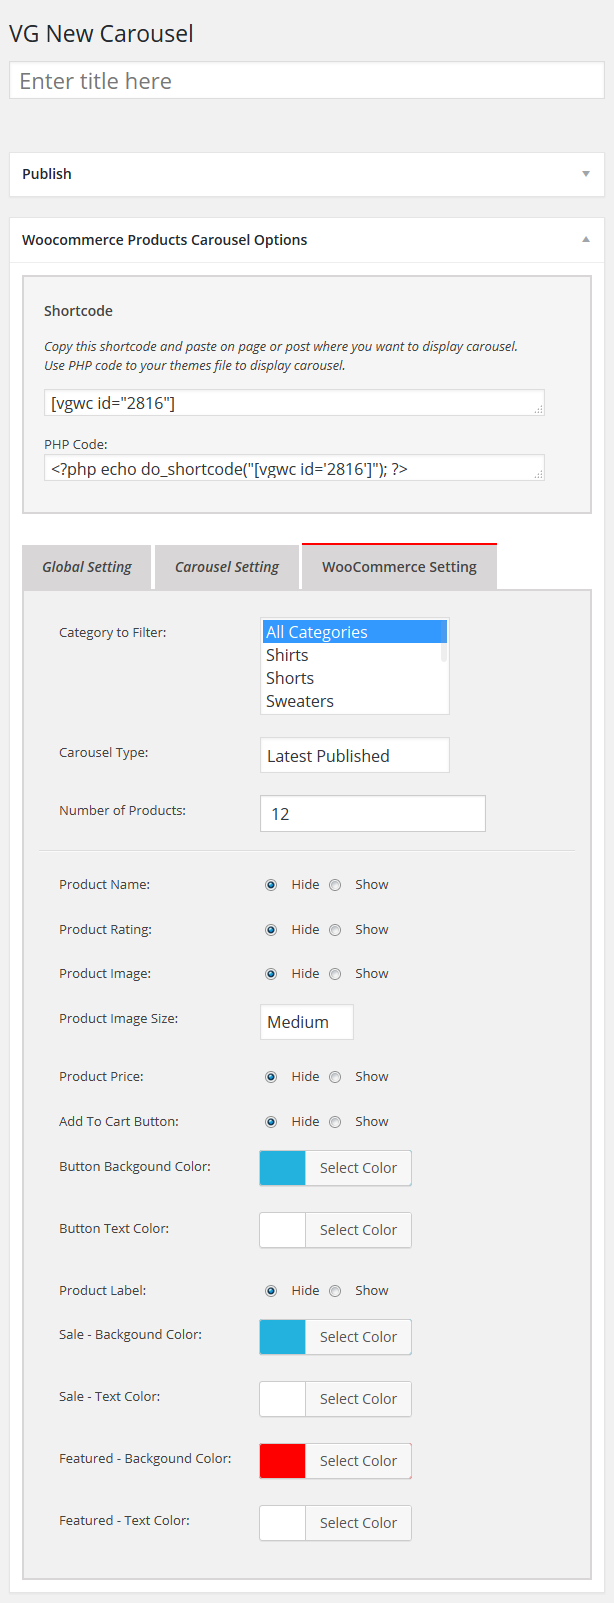 VG New Carousel
Enter title here
Publish
Woocommerce Products Carousel Options
Shortcode
Copy this shortcode and paste on page or post where you want to display carousel.
Use PHP code to your themes file to display carousel.
[vgwc id="2816"]
PHP Code:
<?php echo do_shortcode("[vgwc id='2816']"); ?>
Global Setting Carousel Setting WooCommerce Setting
Category to Filter: All Categories
Shirts
Shorts
Sweaters
Carousel Type: Latest Published
Number of Products: 12
Product Name: Hide Show
Product Rating: Hide Show
Product Image: Hide Show
Product Image Size: Medium
Product Price: Hide Show
Add To Cart Button: Hide Show
Button Backgound Color: Select Color
Button Text Color: Select Color
Product Label: Hide Show
Sale - Backgound Color: Select Color
Sale - Text Color: Select Color
Featured - Backgound Color: Select Color
Featured - Text Color: Select Color